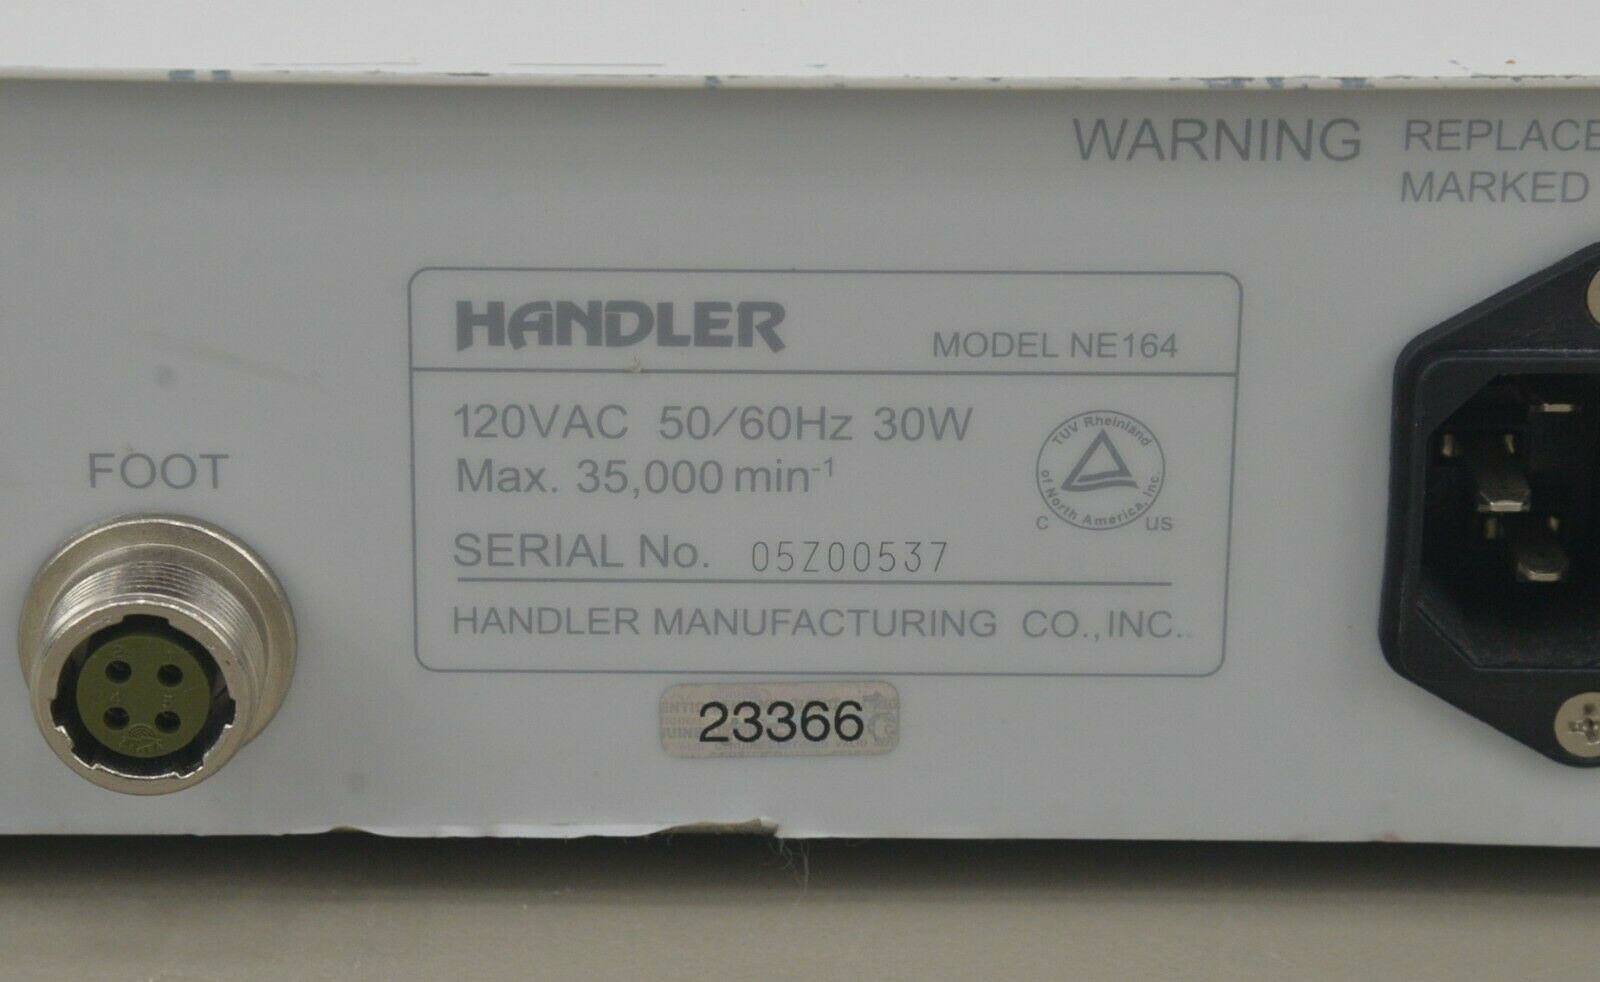 WARNING REPLACE
MARKED
HANDLER
MODEL NE164
120VAC 50/60Hz 30W
Max. 35,000 min-1
TUV Rheinland
of North America, Inc.
C US
SERIAL No. 05Z00537
HANDLER MANUFACTURING CO., INC.
FOOT
23366